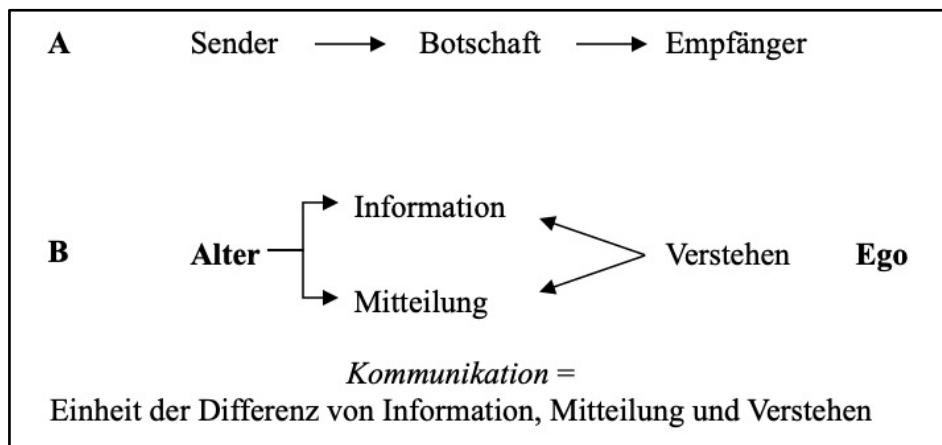 A Sender Botschaft Empfänger
Information
B Alter Verstehen Ego
Mitteilung
Kommunikation =
Einheit der Differenz von Information, Mitteilung und Verstehen